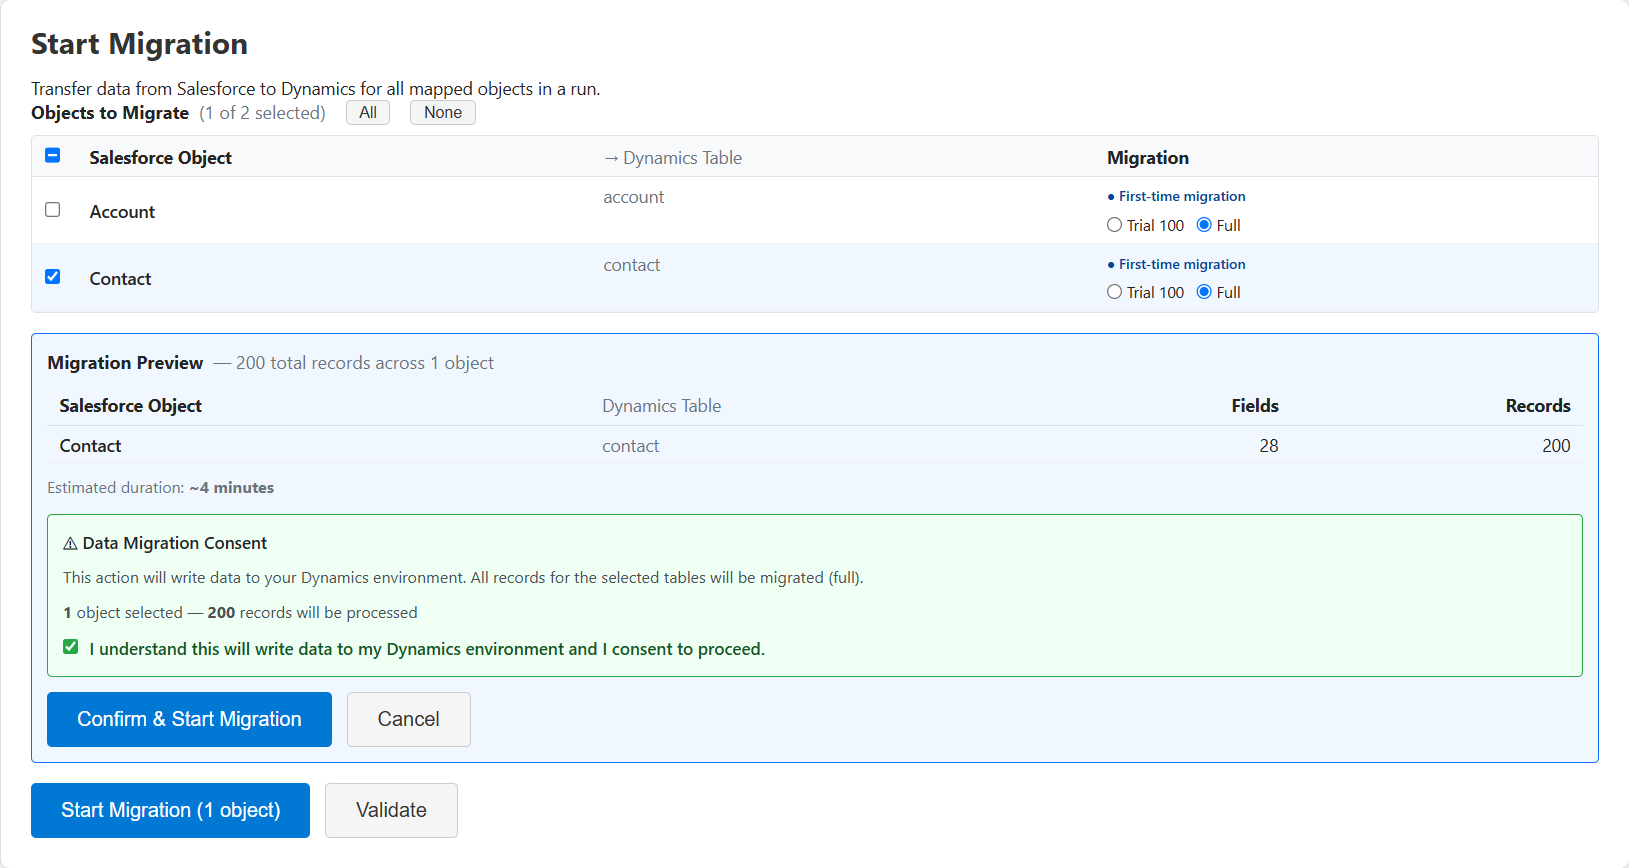 Start Migration
Transfer data from Salesforce to Dynamics for all mapped objects in a run.
Objects to Migrate (1 of 2 selected) All None
Salesforce Object → Dynamics Table Migration
Account account • First-time migration
Trial 100 Full
Contact contact • First-time migration
Trial 100 Full
Migration Preview — 200 total records across 1 object
Salesforce Object Dynamics Table Fields Records
Contact contact 28 200
Estimated duration: ~4 minutes
⚠ Data Migration Consent
This action will write data to your Dynamics environment. All records for the selected tables will be migrated (full).
1 object selected — 200 records will be processed
I understand this will write data to my Dynamics environment and I consent to proceed.
Confirm & Start Migration Cancel
Start Migration (1 object) Validate